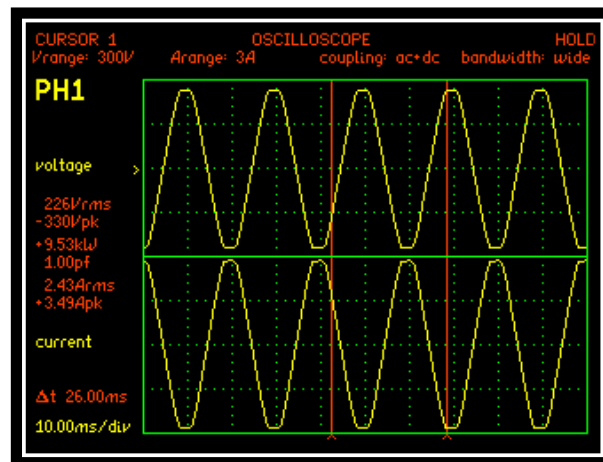 CURSOR 1 OSCILLOSCOPE HOLD
Vrange: 300V Arange: 3A coupling: ac+dc bandwidth: wide
PH1
voltage >
226Vrms
-330Vpk
+9.53kW
1.00pf
2.43Arms
+3.49Apk
current
Δt 26.00ms
10.00ms/div